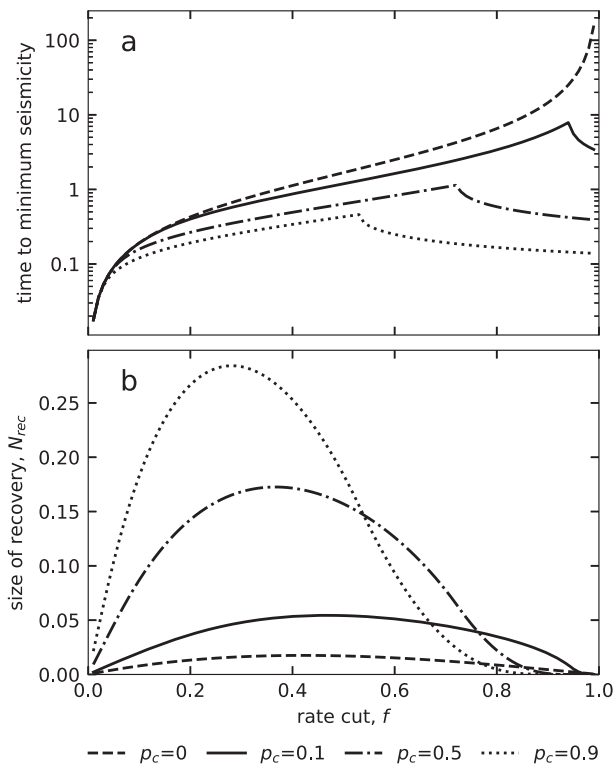 a
time to minimum seismicity
100
10
1
0.1
b
size of recovery, N_rec
0.25
0.20
0.15
0.10
0.05
0.00
0.0 0.2 0.4 0.6 0.8 1.0
rate cut, f
p_c=0 p_c=0.1 p_c=0.5 p_c=0.9